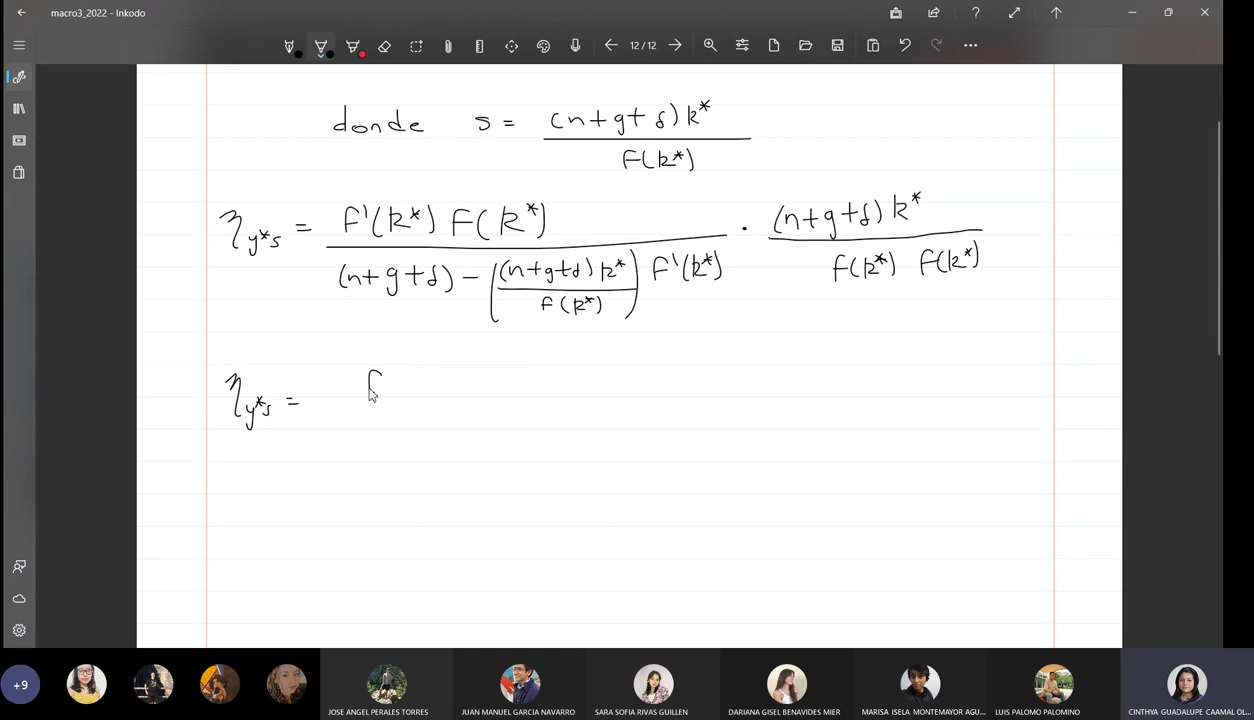 macro3_2022 - Inkodo
12/12
donde s = (n+g+δ)k* / f(k*)
η_{y*s} = f'(k*) f(k*) / ((n+g+δ) - ((n+g+δ)k* / f(k*)) f'(k*)) · (n+g+δ)k* / (f(k*) f(k*))
η_{y*s} = f
+9
JOSE ANGEL PERALES TORRES
JUAN MANUEL GARCIA NAVARRO
SARA SOFIA RIVAS GUILLEN
DARIANA GISEL BENAVIDES MIER
MARISA ISELA MONTEMAYOR AGU...
LUIS PALOMO PALOMINO
CINTHYA GUADALUPE CAAMAL OL...